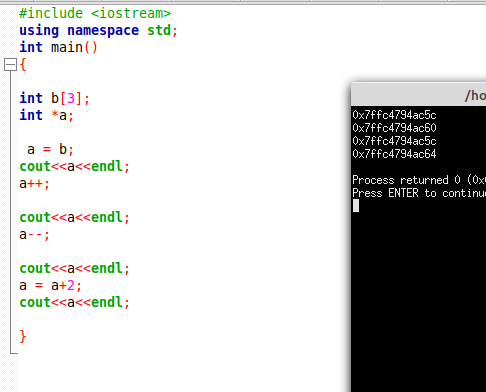 #include <iostream>
using namespace std;
int main()
{
int b[3];
int *a;
a = b;
cout<<a<<endl;
a++;
cout<<a<<endl;
a--;
cout<<a<<endl;
a = a+2;
cout<<a<<endl;
}
/ho
0x7ffc4794ac5c
0x7ffc4794ac60
0x7ffc4794ac5c
0x7ffc4794ac64
Process returned 0 (0x
Press ENTER to continue